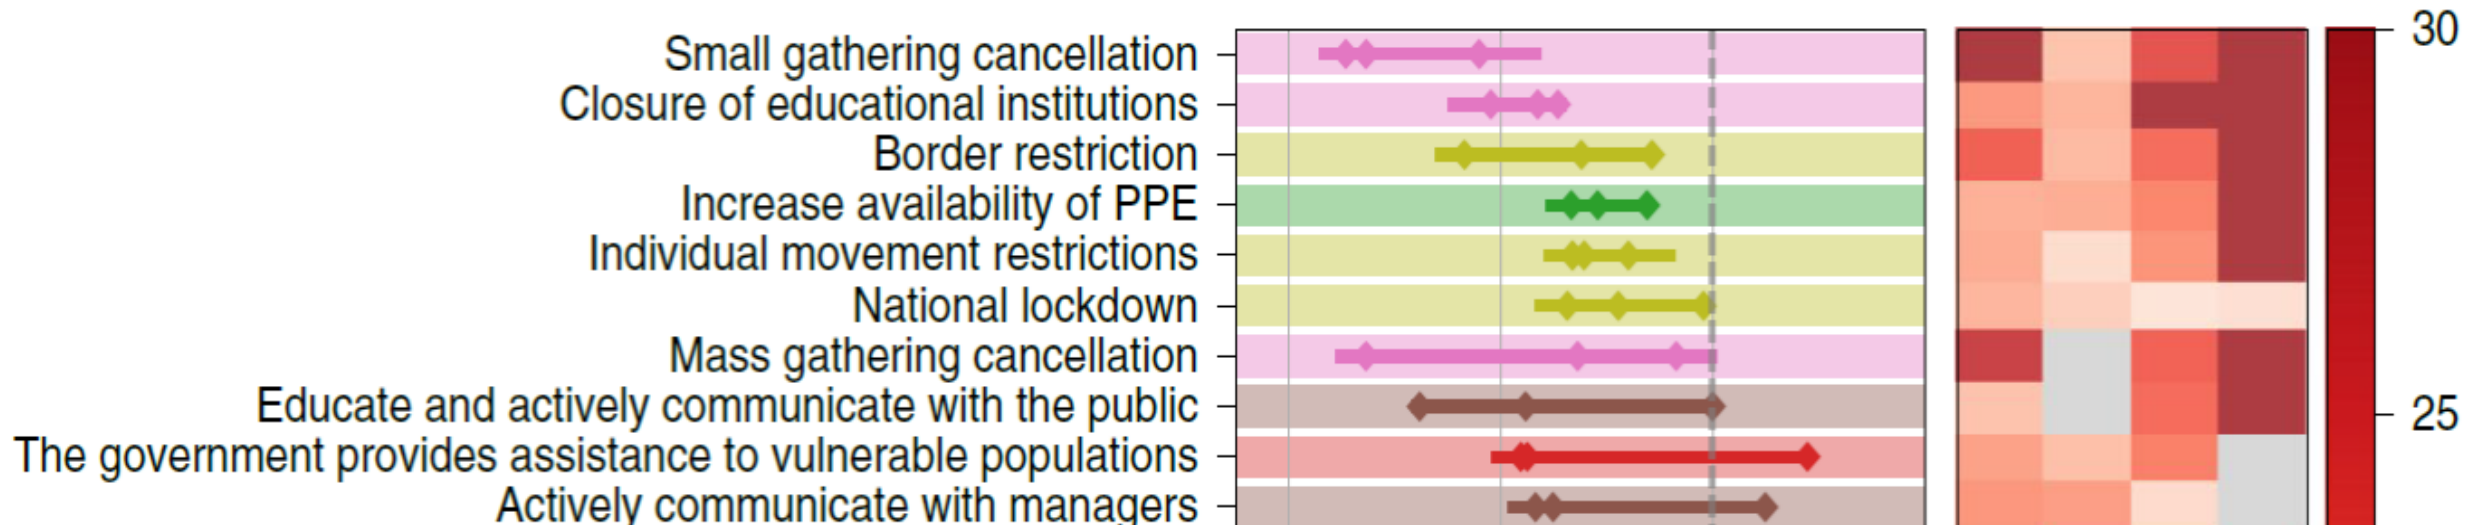 Small gathering cancellation
30
Closure of educational institutions
Border restriction
Increase availability of PPE
Individual movement restrictions
National lockdown
Mass gathering cancellation
Educate and actively communicate with the public
25
The government provides assistance to vulnerable populations
Actively communicate with managers